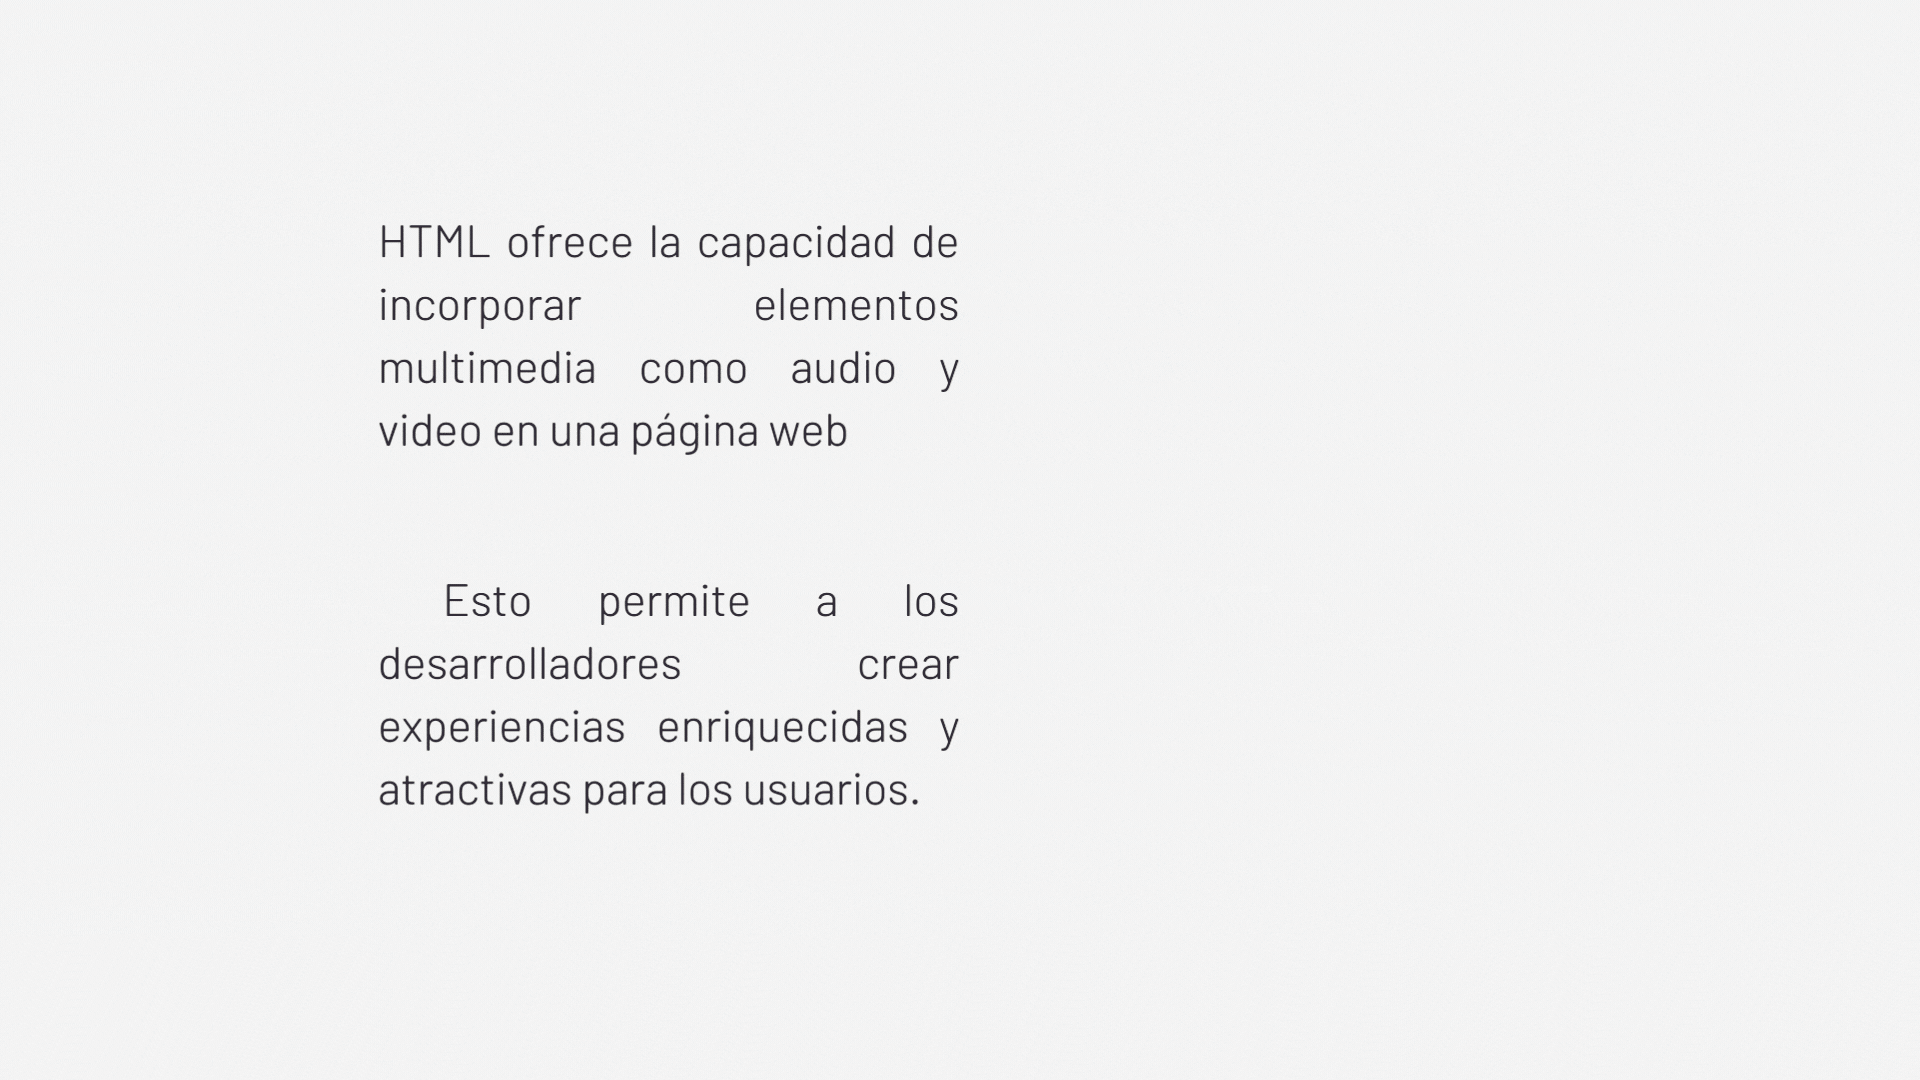 HTML ofrece la capacidad de
incorporar elementos
multimedia como audio y
video en una página web
Esto permite a los
desarrolladores crear
experiencias enriquecidas y
atractivas para los usuarios.